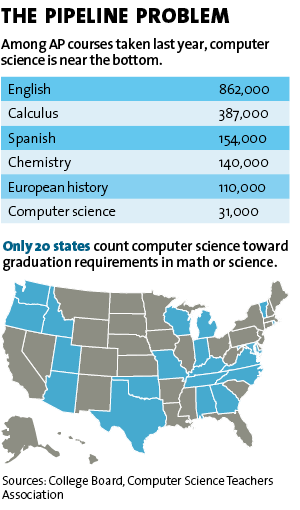 THE PIPELINE PROBLEM
Among AP courses taken last year, computer
science is near the bottom.
English 862,000
Calculus 387,000
Spanish 154,000
Chemistry 140,000
European history 110,000
Computer science 31,000
Only 20 states count computer science toward
graduation requirements in math or science.
Sources: College Board, Computer Science Teachers
Association